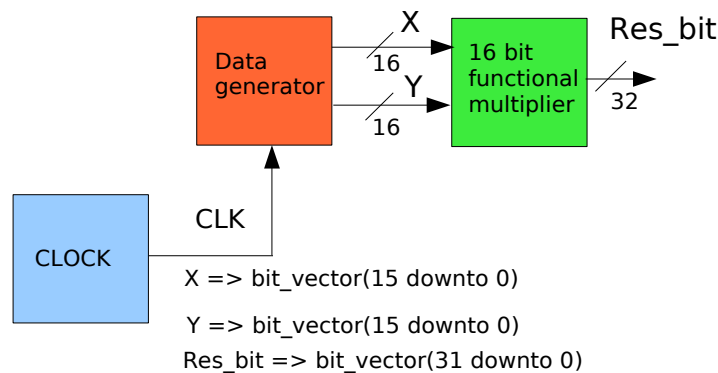 X
Res_bit
Data
generator
16
16 bit
functional
multiplier
Y
16
32
CLK
CLOCK
X => bit_vector(15 downto 0)
Y => bit_vector(15 downto 0)
Res_bit => bit_vector(31 downto 0)